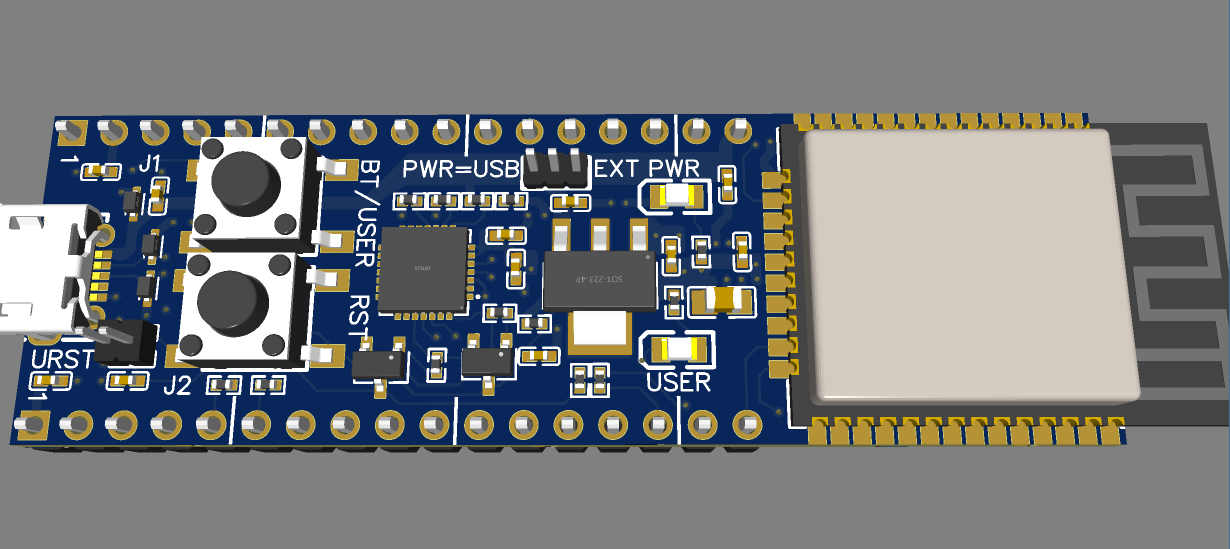 1
J1
BT/USER
PWR=USB
EXT PWR
SOT-223-4P
RST
URST
J2
USER
1